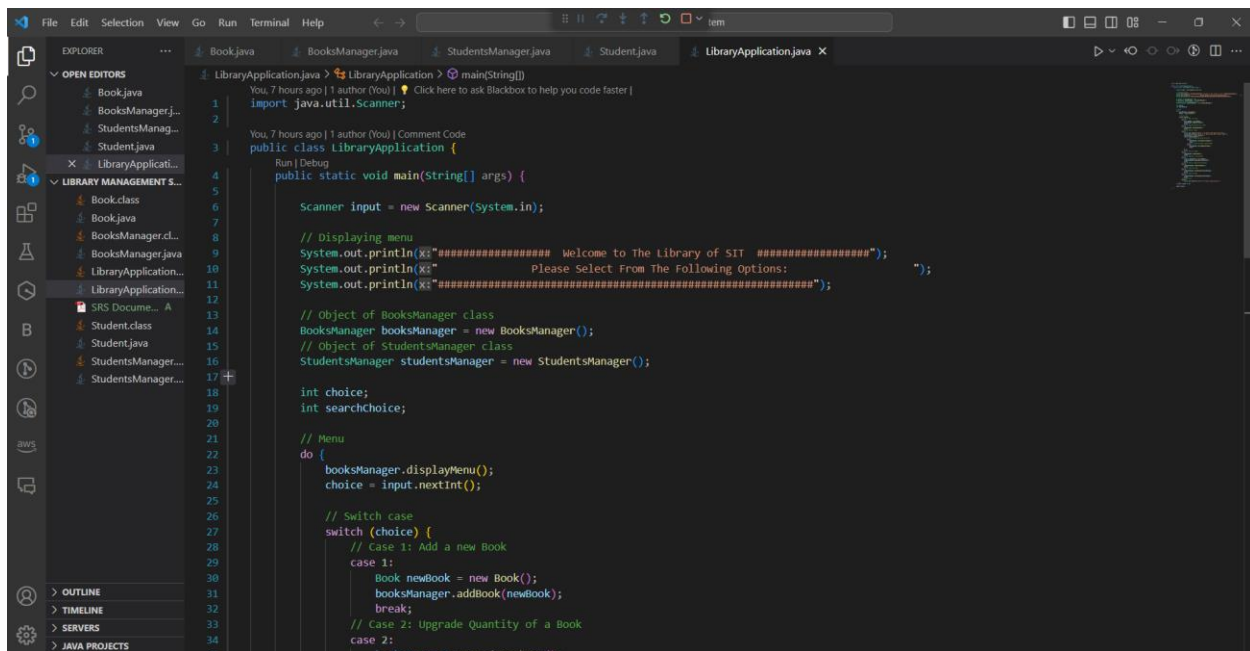 File Edit Selection View Go Run Terminal Help
tem
EXPLORER
OPEN EDITORS
Book.java
BooksManager.j...
StudentsManag...
Student.java
LibraryApplicati...
LIBRARY MANAGEMENT S...
Book.class
Book.java
BooksManager.cl...
BooksManager.java
LibraryApplication...
LibraryApplication...
SRS Docume... A
Student.class
Student.java
StudentsManager....
StudentsManager....
OUTLINE
TIMELINE
SERVERS
JAVA PROJECTS
1
1
B
aws
Book.java BooksManager.java StudentsManager.java Student.java LibraryApplication.java
LibraryApplication.java > LibraryApplication > main(String[])
You, 7 hours ago | 1 author (You) | Click here to ask Blackbox to help you code faster |
1 import java.util.Scanner;
2
You, 7 hours ago | 1 author (You) | Comment Code
3 public class LibraryApplication {
Run | Debug
4 public static void main(String[] args) {
5
6 Scanner input = new Scanner(System.in);
7
8 // Displaying menu
9 System.out.println(x:"################## Welcome to The Library of SIT ##################");
10 System.out.println(x:" Please Select From The Following Options: ");
11 System.out.println(x:"############################################################");
12
13 // Object of BooksManager class
14 BooksManager booksManager = new BooksManager();
15 // Object of StudentsManager class
16 StudentsManager studentsManager = new StudentsManager();
17
18 int choice;
19 int searchChoice;
20
21 // Menu
22 do {
23 booksManager.displayMenu();
24 choice = input.nextInt();
25
26 // Switch case
27 switch (choice) {
28 // Case 1: Add a new Book
29 case 1:
30 Book newBook = new Book();
31 booksManager.addBook(newBook);
32 break;
33 // Case 2: Upgrade Quantity of a Book
34 case 2: